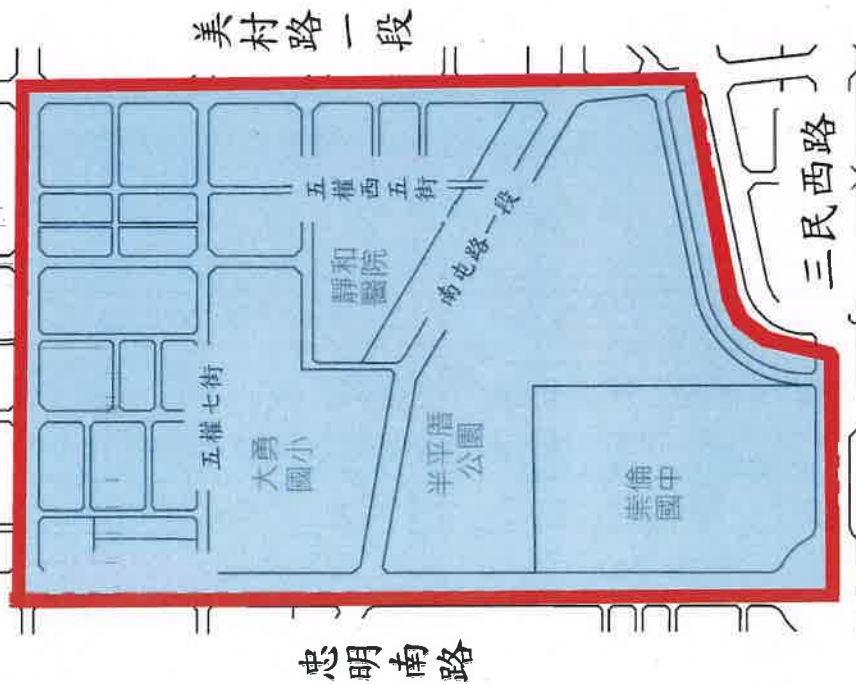 美村路一段
五權西五街
三民西路
靜和
醫院
南屯路一段
五權七街
大勇
國小
半平厝
公園
崇倫
國中
忠明南路